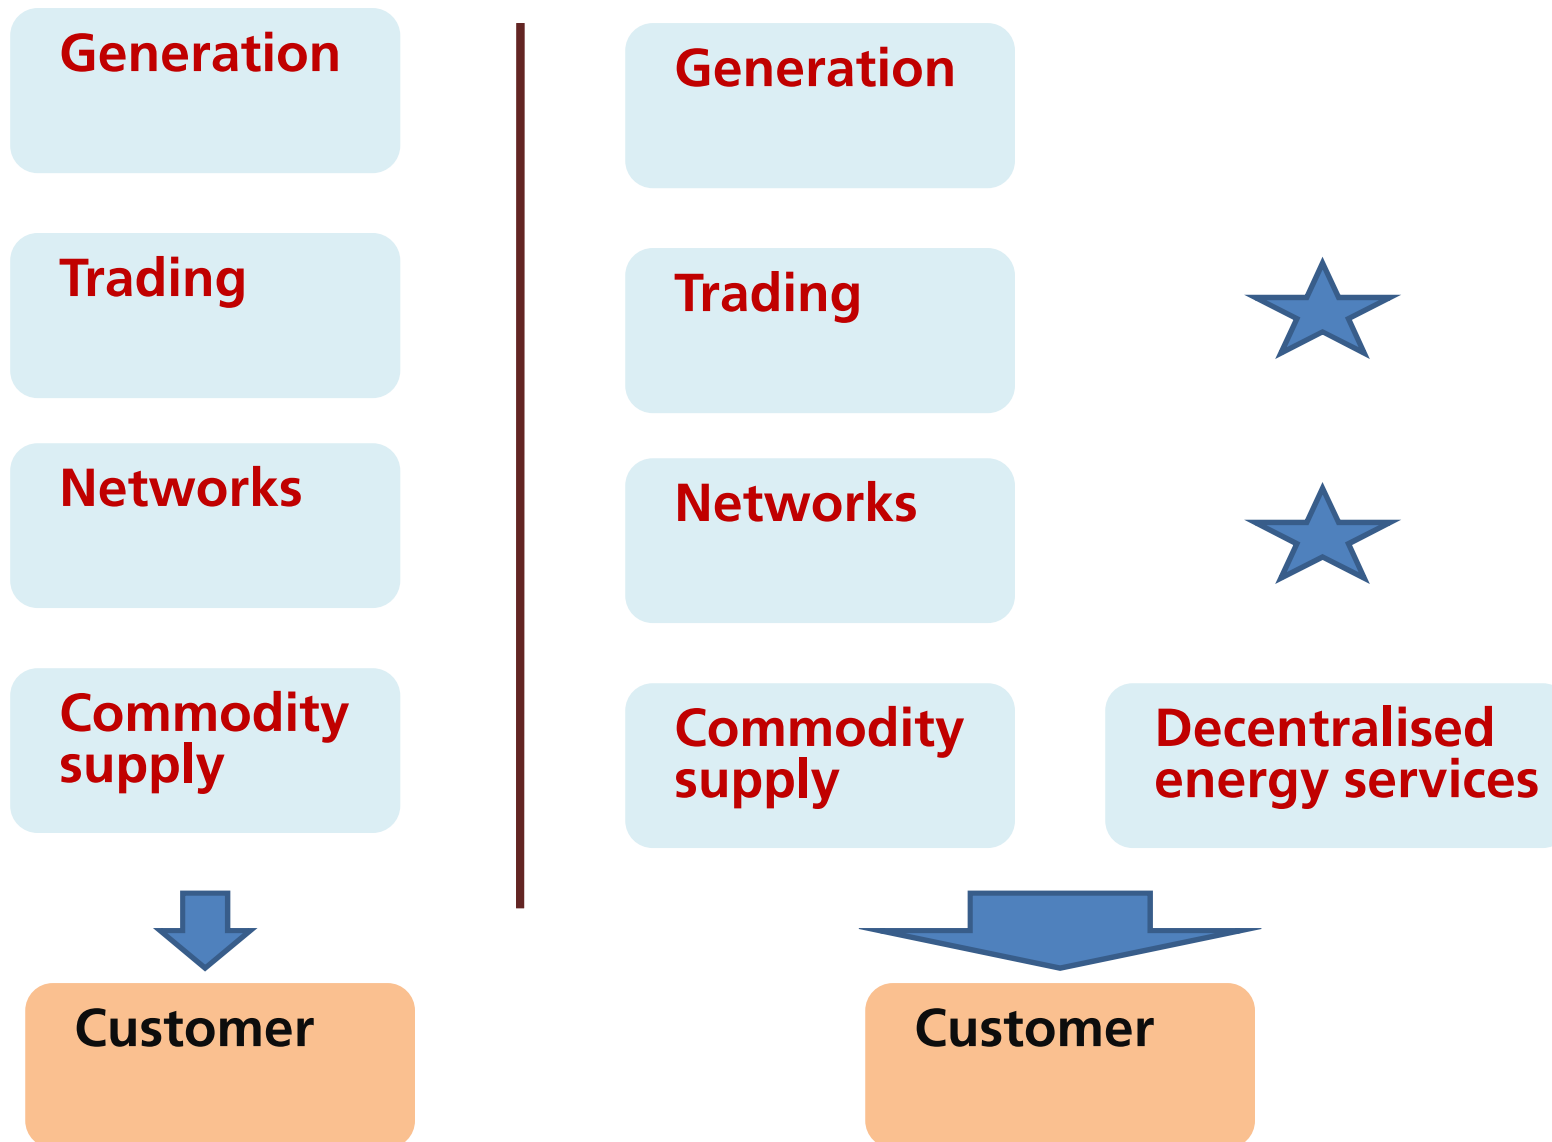 Generation
Trading
Networks
Commodity
supply
Customer
Generation
Trading
Networks
Commodity
supply
Decentralised
energy services
Customer